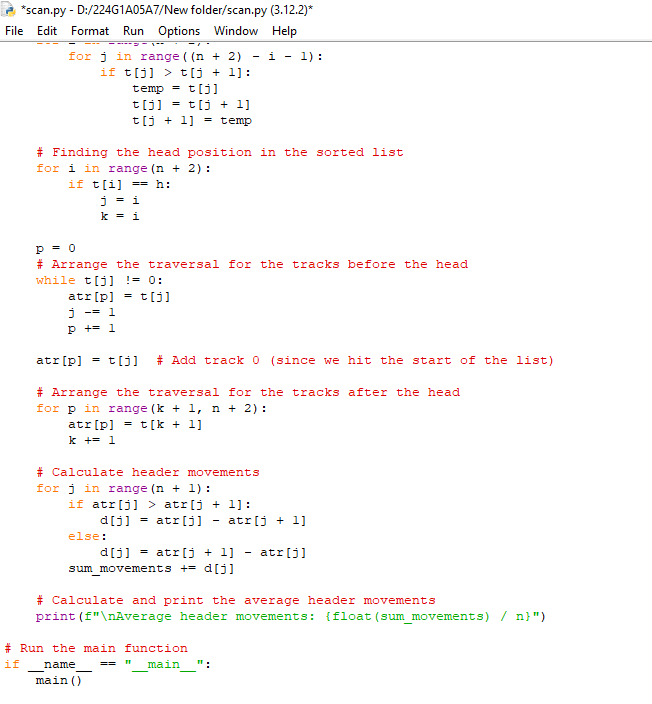 *scan.py - D:/224G1A05A7/New folder/scan.py (3.12.2)*
File Edit Format Run Options Window Help
        for j in range((n + 2) - i - 1):
            if t[j] > t[j + 1]:
                temp = t[j]
                t[j] = t[j + 1]
                t[j + 1] = temp

    # Finding the head position in the sorted list
    for i in range(n + 2):
        if t[i] == h:
            j = i
            k = i

    p = 0
    # Arrange the traversal for the tracks before the head
    while t[j] != 0:
        atr[p] = t[j]
        j -= 1
        p += 1

    atr[p] = t[j]  # Add track 0 (since we hit the start of the list)

    # Arrange the traversal for the tracks after the head
    for p in range(k + 1, n + 2):
        atr[p] = t[k + 1]
        k += 1

    # Calculate header movements
    for j in range(n + 1):
        if atr[j] > atr[j + 1]:
            d[j] = atr[j] - atr[j + 1]
        else:
            d[j] = atr[j + 1] - atr[j]
        sum_movements += d[j]

    # Calculate and print the average header movements
    print(f"\nAverage header movements: {float(sum_movements) / n}")

# Run the main function
if __name__ == "__main__":
    main()